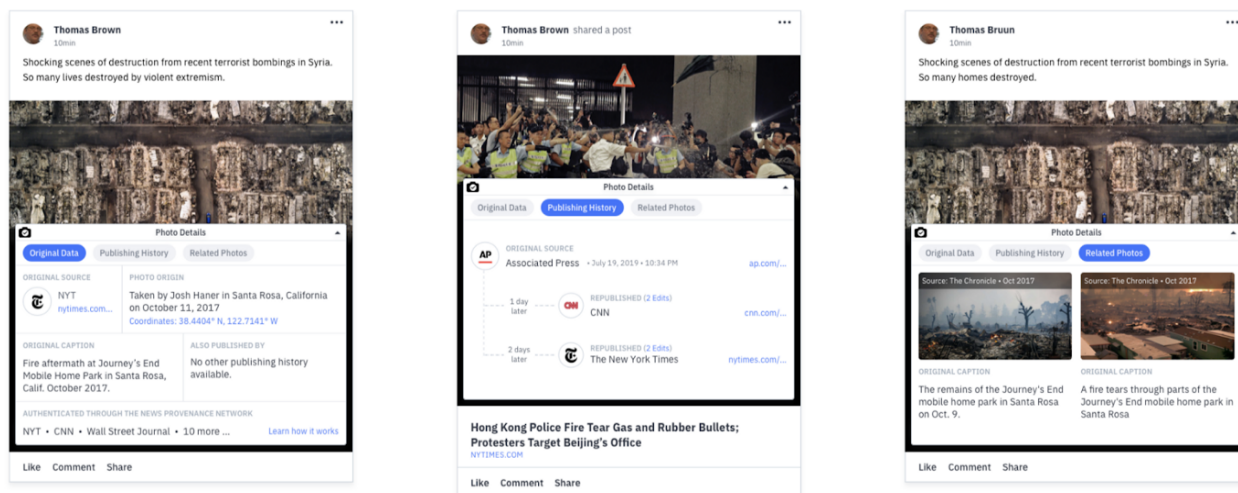 Thomas Brown
10min
Shocking scenes of destruction from recent terrorist bombings in Syria.
So many lives destroyed by violent extremism.
Photo Details
Original Data Publishing History Related Photos
ORIGINAL SOURCE
NYT
nytimes.com...
PHOTO ORIGIN
Taken by Josh Haner in Santa Rosa, California
on October 11, 2017
Coordinates: 38.4404° N, 122.7141° W
ORIGINAL CAPTION
Fire aftermath at Journey's End
Mobile Home Park in Santa Rosa,
Calif. October 2017.
ALSO PUBLISHED BY
No other publishing history
available.
AUTHENTICATED THROUGH THE NEWS PROVENANCE NETWORK
NYT • CNN • Wall Street Journal • 10 more ... Learn how it works
Like Comment Share
Thomas Brown shared a post
10min
Photo Details
Original Data Publishing History Related Photos
AP
ORIGINAL SOURCE
Associated Press • July 19, 2019 • 10:34 PM ap.com/...
1 day
later
CNN
REPUBLISHED (2 Edits)
CNN cnn.com/...
2 days
later
REPUBLISHED (2 Edits)
The New York Times nytimes.com/...
Hong Kong Police Fire Tear Gas and Rubber Bullets;
Protesters Target Beijing's Office
NYTIMES.COM
Like Comment Share
Thomas Bruun
10min
Shocking scenes of destruction from recent terrorist bombings in Syria.
So many homes destroyed.
Photo Details
Original Data Publishing History Related Photos
Source: The Chronicle • Oct 2017
ORIGINAL CAPTION
The remains of the Journey's End
mobile home park in Santa Rosa
on Oct. 9.
Source: The Chronicle • Oct 2017
ORIGINAL CAPTION
A fire tears through parts of the
Journey's End mobile home park in
Santa Rosa
Like Comment Share